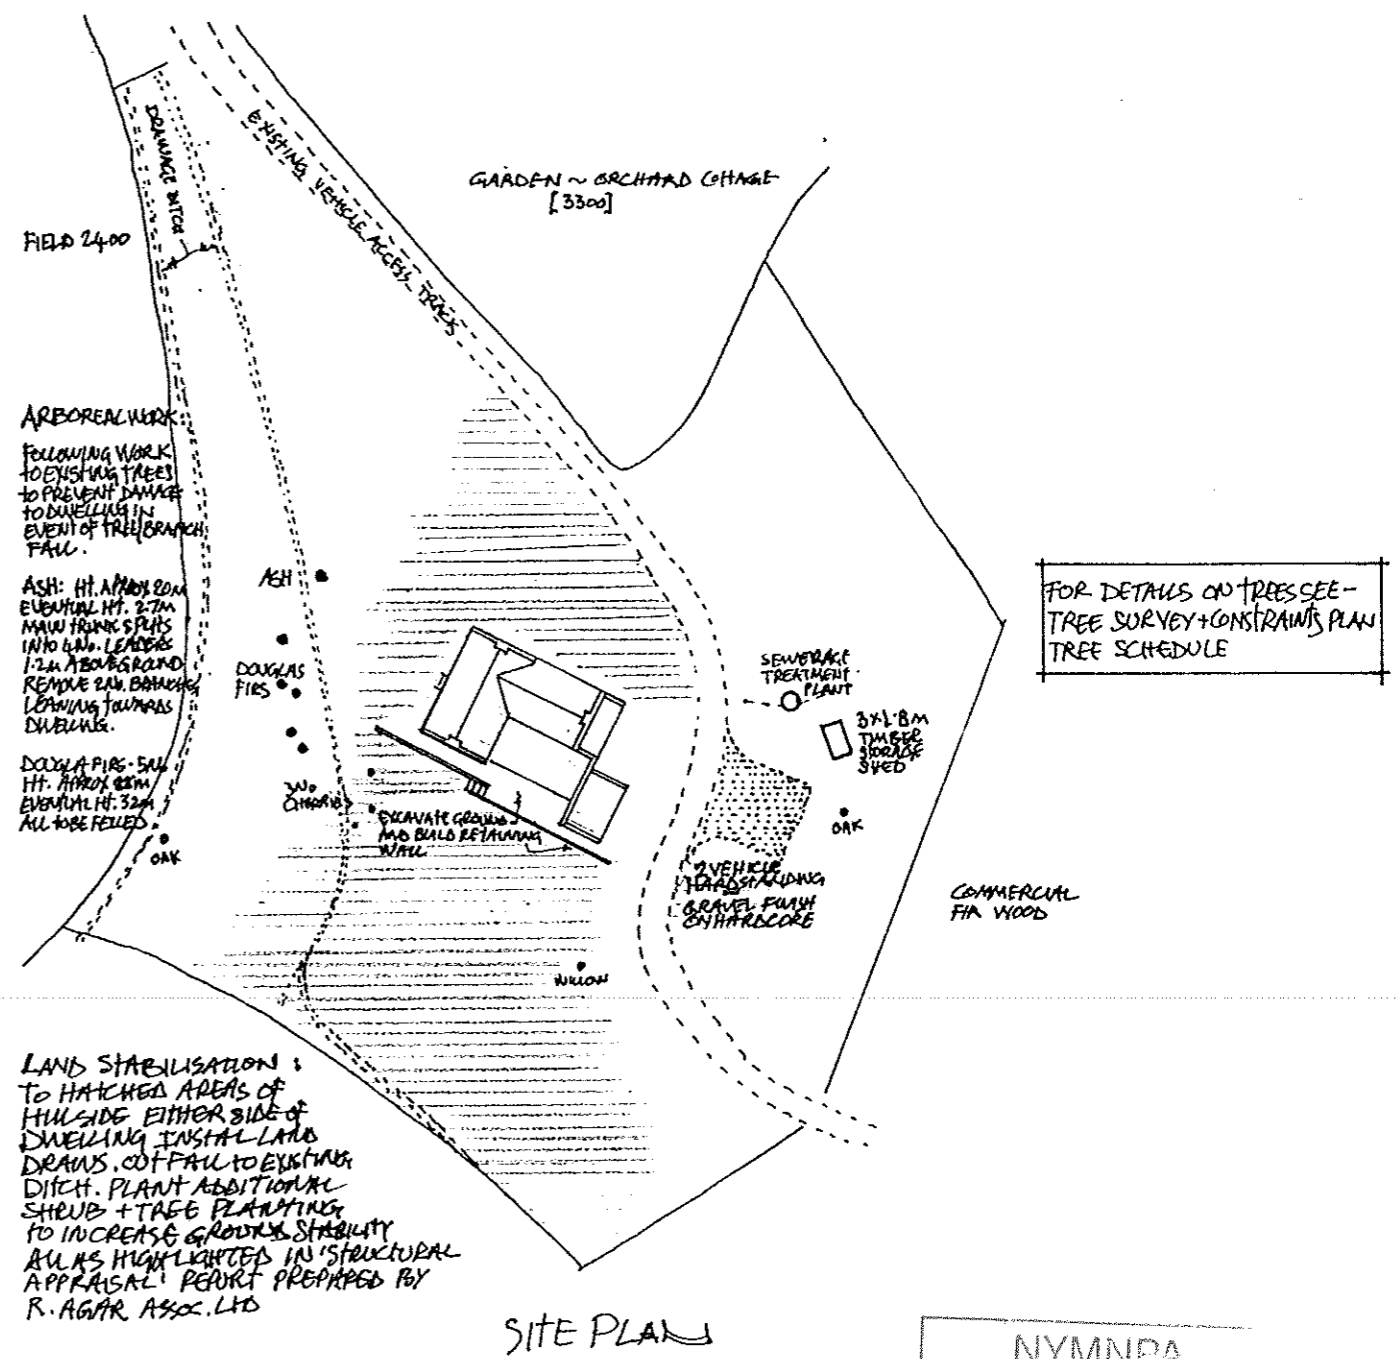 DRAINAGE DITCH
EXISTING VEHICLE ACCESS TRACK
GARDEN ~ ORCHARD COTTAGE
[3300]
FIELD 2400
ARBOREAL WORK:
FOLLOWING WORK
TO EXISTING TREES
TO PREVENT DAMAGE
TO DWELLING IN
EVENT OF TREE/BRANCH
FALL.
ASH: HT. APPROX 20M
EVENTUAL HT. 27M
MAIN TRUNK SPLITS
INTO 4No. LEADERS
1.2M ABOVE GROUND
REMOVE 2No. BRANCHES
LEANING TOWARDS
DWELLING.
DOUGLA FIRS - 5No
HT. APROX M
EVENTUAL HT. 32M
ALL TO BE FELLED
ASH
DOUGLAS
FIRS
3No
CHERRIES
OAK
EXCAVATE GROUND
AND BUILD RETAINING
WALL
SEWERAGE
TREATMENT
PLANT
3x1.8M
TIMBER
STORAGE
SHED
OAK
2 VEHICLE
HARDSTANDING
GRAVEL FINISH
ON HARDCORE
WILLOW
COMMERCIAL
FIR WOOD
FOR DETAILS ON TREES SEE -
TREE SURVEY + CONSTRAINTS PLAN
TREE SCHEDULE
LAND STABILISATION :
TO HATCHED AREAS OF
HILLSIDE EITHER SIDE OF
DWELLING INSTAL LAND
DRAINS. OUTFALL TO EXISTING
DITCH. PLANT ADDITIONAL
SHRUB + TREE PLANTING
TO INCREASE GROUND STABILITY
ALL AS HIGHLIGHTED IN 'STRUCTURAL
APPRAISAL' REPORT PREPARED BY
R. AGAR ASSOC. LTD
SITE PLAN
NYMNPA